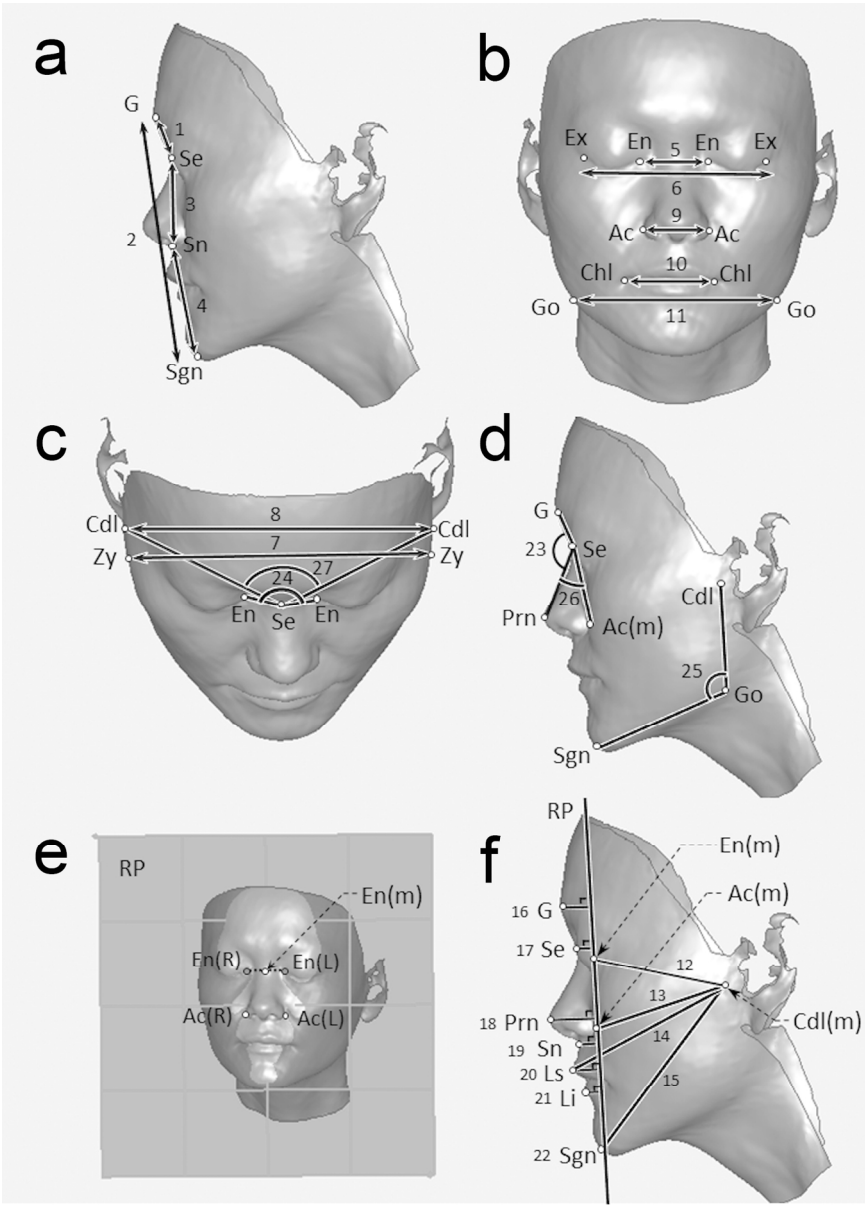 a
G
1
Se
3
2
Sn
4
Sgn
b
Ex En 5 En Ex
6
9
Ac Ac
10
Chl Chl
Go Go
11
c
8
Cdl Cdl
7
Zy Zy
27
24
En Se En
d
G
23 Se
26
Cdl
Prn Ac(m)
25
Go
Sgn
e
RP
En(m)
En(R) En(L)
Ac(R) Ac(L)
f
RP
En(m)
Ac(m)
16 G
17 Se
12
13
18 Prn
Cdl(m)
14
19 Sn
20 Ls
15
21 Li
22 Sgn